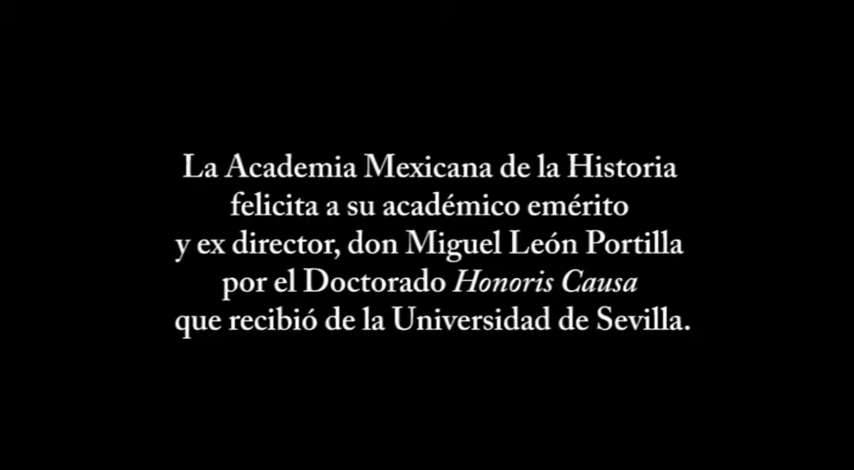 La Academia Mexicana de la Historia
felicita a su académico emérito
y ex director, don Miguel León Portilla
por el Doctorado Honoris Causa
que recibió de la Universidad de Sevilla.